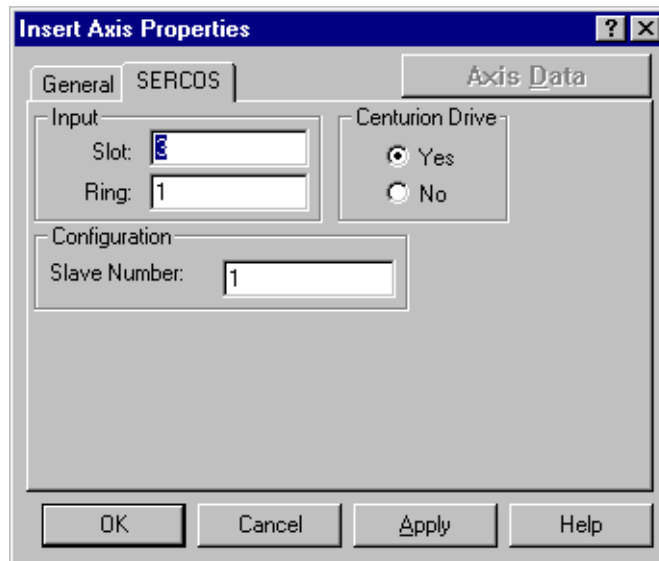 Insert Axis Properties
General SERCOS Axis Data
Input
Slot: 3
Ring: 1
Centurion Drive
Yes
No
Configuration
Slave Number: 1
OK Cancel Apply Help